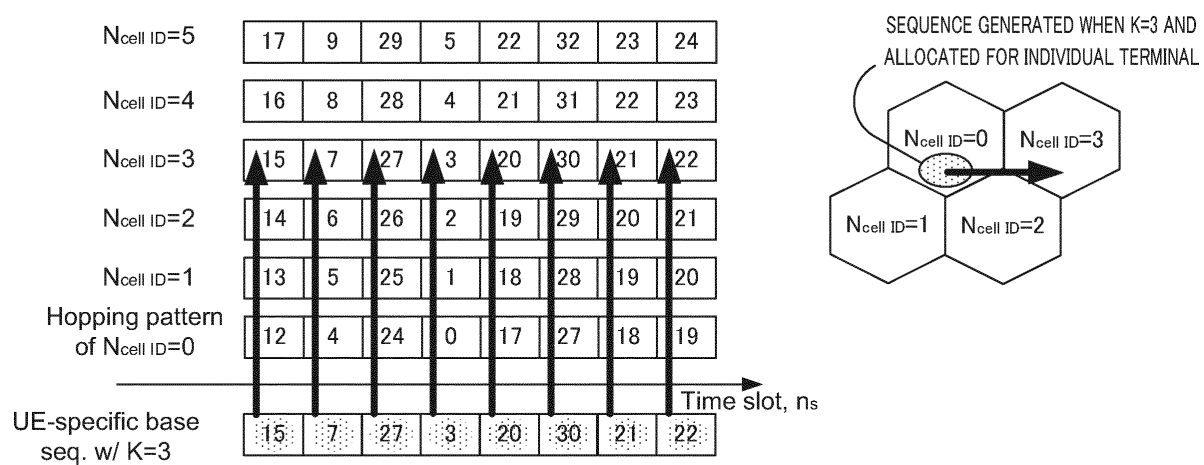 Ncell ID=5 17 9 29 5 22 32 23 24
Ncell ID=4 16 8 28 4 21 31 22 23
Ncell ID=3 15 7 27 3 20 30 21 22
Ncell ID=2 14 6 26 2 19 29 20 21
Ncell ID=1 13 5 25 1 18 28 19 20
Hopping pattern
of Ncell ID=0 12 4 24 0 17 27 18 19
Time slot, ns
UE-specific base
seq. w/ K=3
15 7 27 3 20 30 21 22
SEQUENCE GENERATED WHEN K=3 AND
ALLOCATED FOR INDIVIDUAL TERMINAL
Ncell ID=0
Ncell ID=3
Ncell ID=1
Ncell ID=2